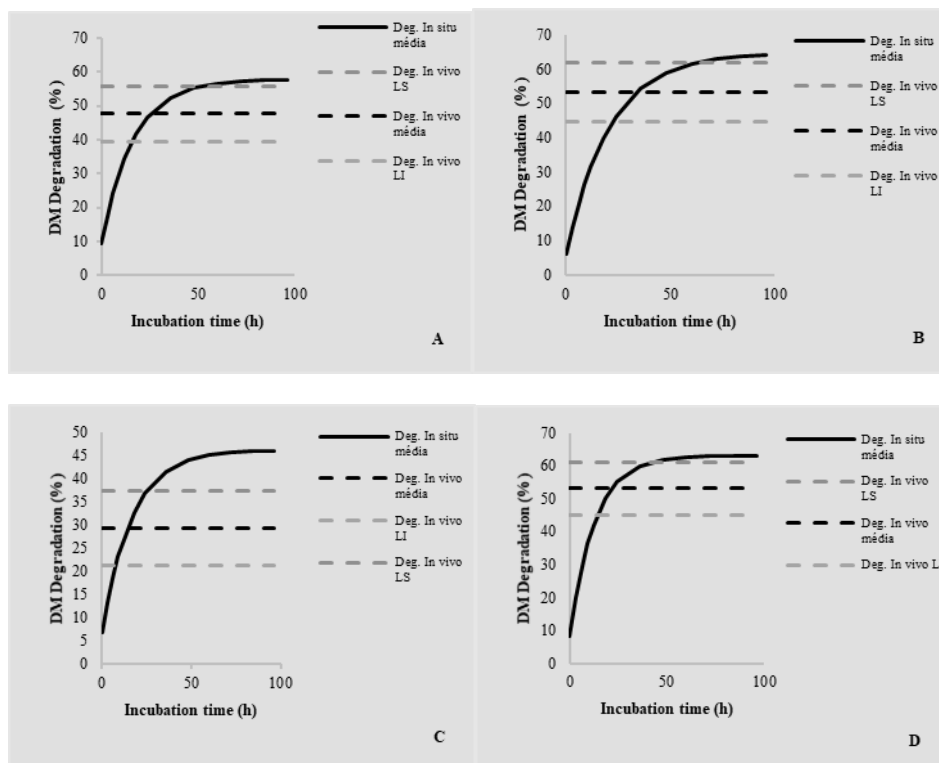 Deg. In situ
média
Deg. In vivo
LS
Deg. In vivo
média
Deg. In vivo
LI
70
60
50
40
30
20
10
0
DM Degradation (%)
0
50
100
Incubation time (h)
A
Deg. In situ
média
Deg. In vivo
LS
Deg. In vivo
média
Deg. In vivo
LI
70
60
50
40
30
20
10
0
DM Degradation (%)
0
50
100
Incubation time (h)
B
Deg. In situ
média
Deg. In vivo
média
Deg. In vivo
LI
Deg. In vivo
LS
50
45
40
35
30
25
20
15
10
5
0
DM Degradation (%)
0
50
100
Incubation time (h)
C
Deg. In situ
média
Deg. In vivo
LS
Deg. In vivo
média
Deg. In vivo L
70
60
50
40
30
20
10
0
DM Degradation (%)
0
50
100
Incubation time (h)
D